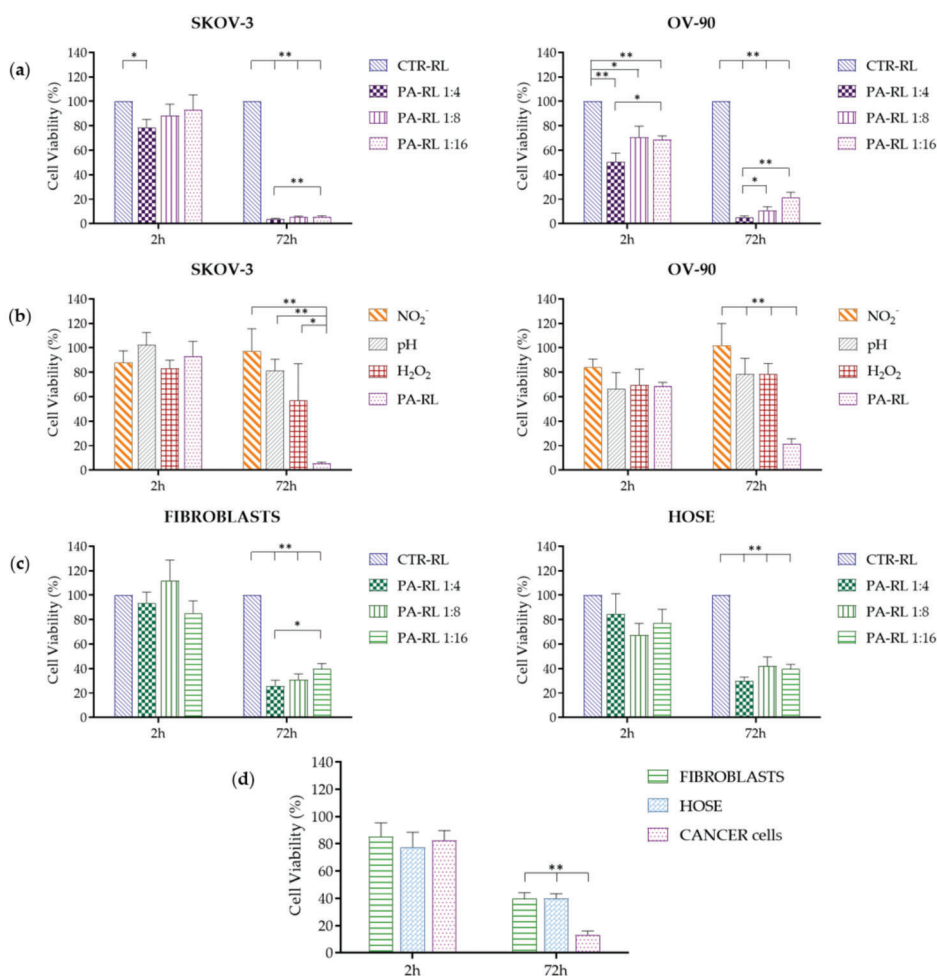 SKOV-3
OV-90
(a)
Cell Viability (%)
140
120
100
80
60
40
20
0
*
**
**
2h
72h
CTR-RL
PA-RL 1:4
PA-RL 1:8
PA-RL 1:16
Cell Viability (%)
140
120
100
80
60
40
20
0
**
*
**
*
**
**
*
2h
72h
CTR-RL
PA-RL 1:4
PA-RL 1:8
PA-RL 1:16
SKOV-3
OV-90
(b)
Cell Viability (%)
140
120
100
80
60
40
20
0
**
**
*
2h
72h
NO₂⁻
pH
H₂O₂
PA-RL
Cell Viability (%)
140
120
100
80
60
40
20
0
**
2h
72h
NO₂⁻
pH
H₂O₂
PA-RL
FIBROBLASTS
HOSE
(c)
Cell Viability (%)
140
120
100
80
60
40
20
0
**
*
2h
72h
CTR-RL
PA-RL 1:4
PA-RL 1:8
PA-RL 1:16
Cell Viability (%)
140
120
100
80
60
40
20
0
**
2h
72h
CTR-RL
PA-RL 1:4
PA-RL 1:8
PA-RL 1:16
(d)
Cell Viability (%)
140
120
100
80
60
40
20
0
**
2h
72h
FIBROBLASTS
HOSE
CANCER cells